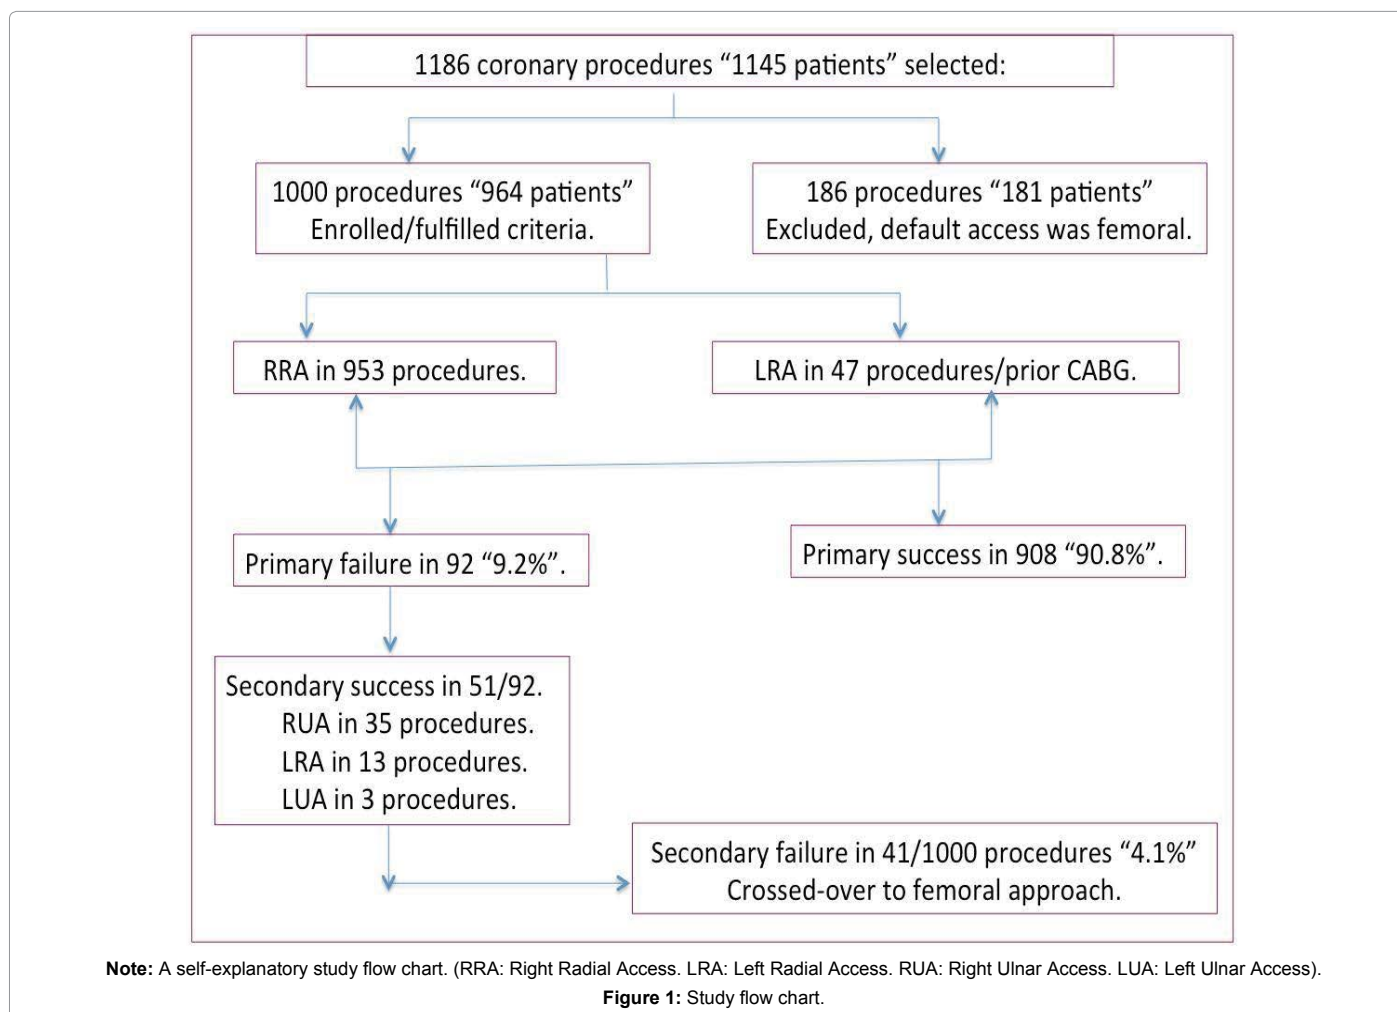 1186 coronary procedures “1145 patients” selected:
1000 procedures “964 patients”
Enrolled/fulfilled criteria.
186 procedures “181 patients”
Excluded, default access was femoral.
RRA in 953 procedures.
LRA in 47 procedures/prior CABG.
Primary failure in 92 “9.2%”.
Primary success in 908 “90.8%”.
Secondary success in 51/92.
RUA in 35 procedures.
LRA in 13 procedures.
LUA in 3 procedures.
Secondary failure in 41/1000 procedures “4.1%”
Crossed-over to femoral approach.
Note: A self-explanatory study flow chart. (RRA: Right Radial Access. LRA: Left Radial Access. RUA: Right Ulnar Access. LUA: Left Ulnar Access).
Figure 1: Study flow chart.